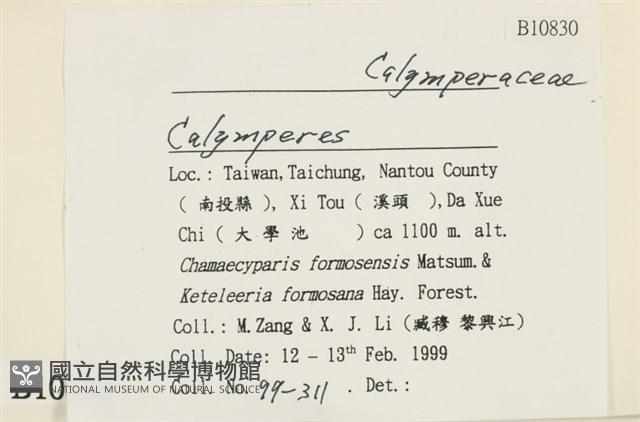 B10830
Calymperaceae
Calymperes
Loc.: Taiwan, Taichung, Nantou County
( 南投縣 ), Xi Tou ( 溪頭 ), Da Xue
Chi ( 大學池 ) ca 1100 m. alt.
Chamaecyparis formosensis Matsum. &
Keteleeria formosana Hay. Forest.
Coll.: M. Zang & X. J. Li (臧穆 黎興江)
Coll. Date: 12 - 13th Feb. 1999
Coll. No. 99-311 . Det.:
國立自然科學博物館
NATIONAL MUSEUM OF NATURAL SCIENCE
B10